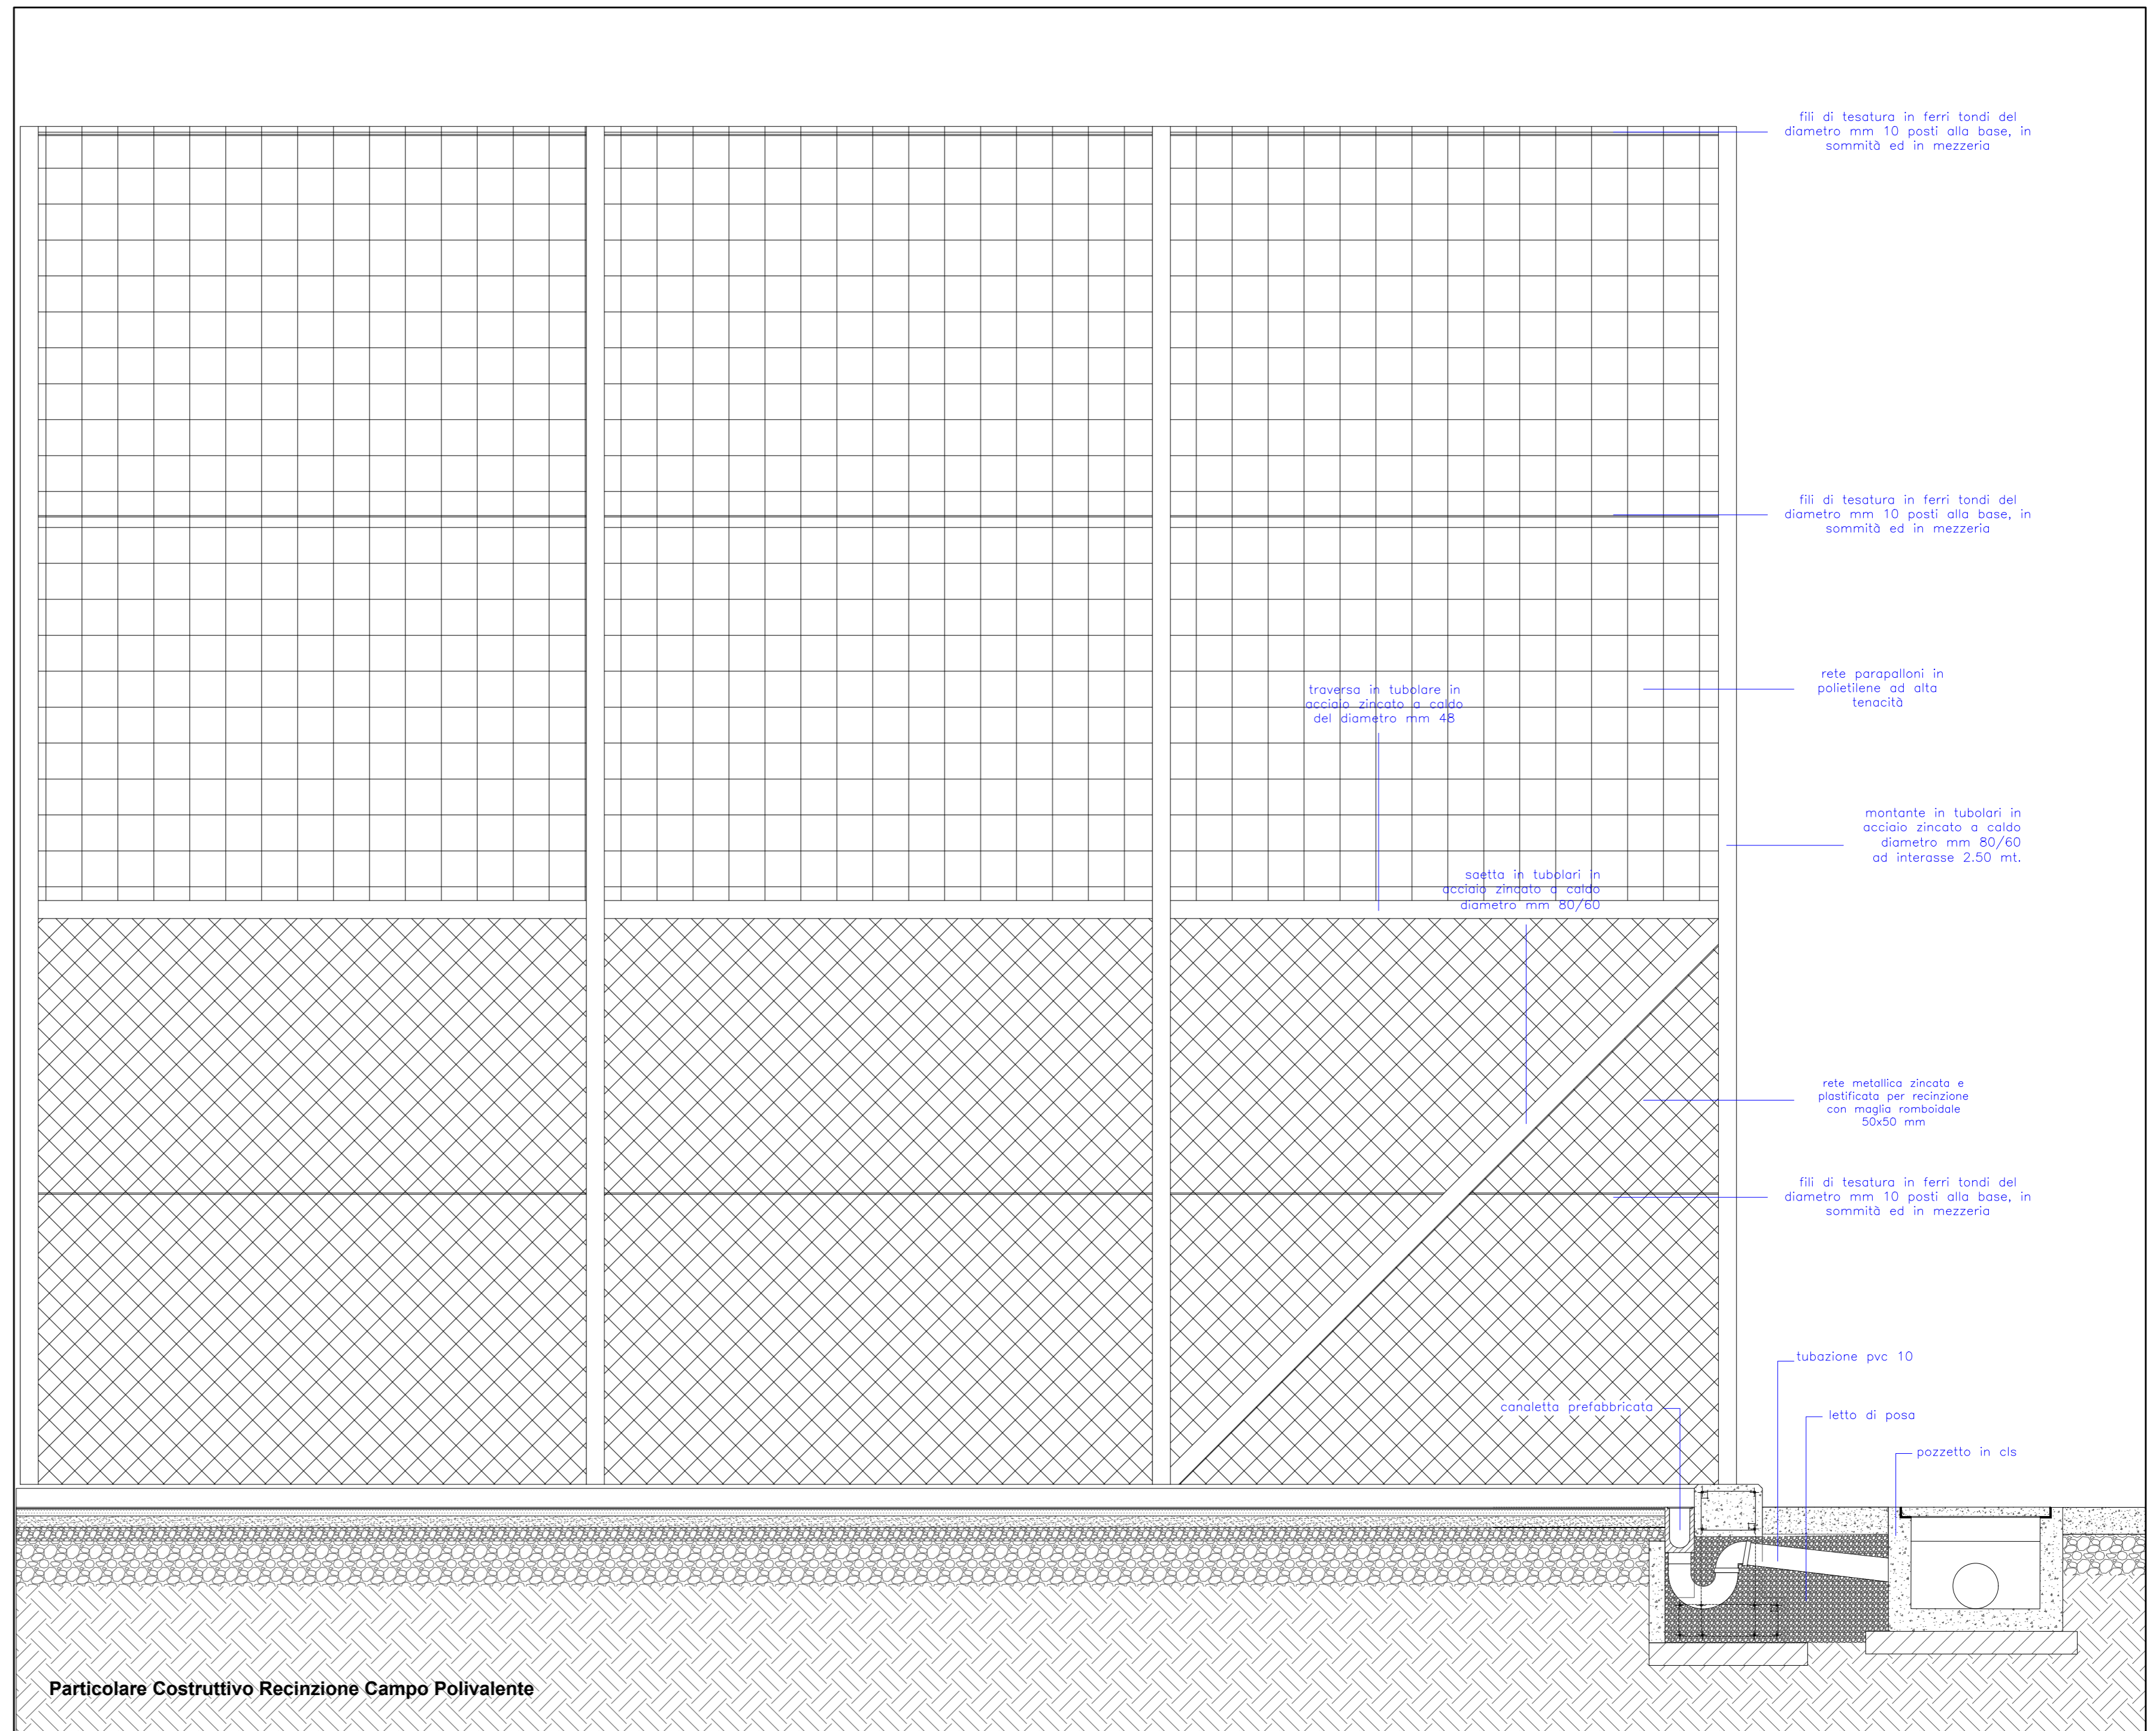 fili di tesatura in ferri tondi del
diametro mm 10 posti alla base, in
sommità ed in mezzeria
fili di tesatura in ferri tondi del
diametro mm 10 posti alla base, in
sommità ed in mezzeria
rete parapalloni in
polietilene ad alta
tenacità
traversa in tubolare in
acciaio zincato a caldo
del diametro mm 48
montante in tubolari in
acciaio zincato a caldo
diametro mm 80/60
ad interasse 2.50 mt.
saetta in tubolari in
acciaio zincato a caldo
diametro mm 80/60
rete metallica zincata e
plastificata per recinzione
con maglia romboidale
50x50 mm
fili di tesatura in ferri tondi del
diametro mm 10 posti alla base, in
sommità ed in mezzeria
tubazione pvc 10
canaletta prefabbricata
letto di posa
pozzetto in cls
Particolare Costruttivo Recinzione Campo Polivalente